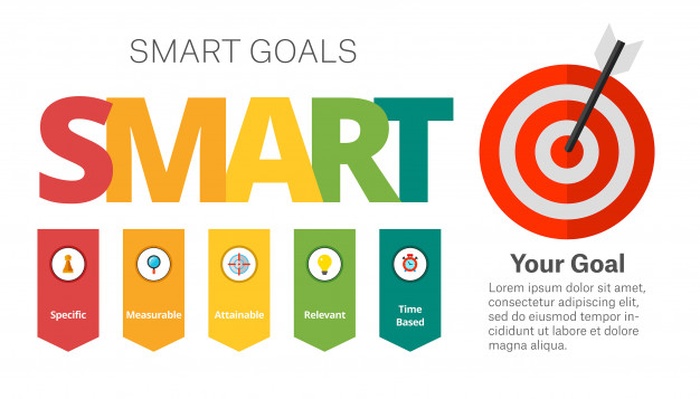 SMART GOALS
SMART
Specific
Measurable
Attainable
Relevant
Time
Based
Your Goal
Lorem ipsum dolor sit amet,
consectetur adipiscing elit,
sed do eiusmod tempor in-
cididunt ut labore et dolore
magna aliqua.